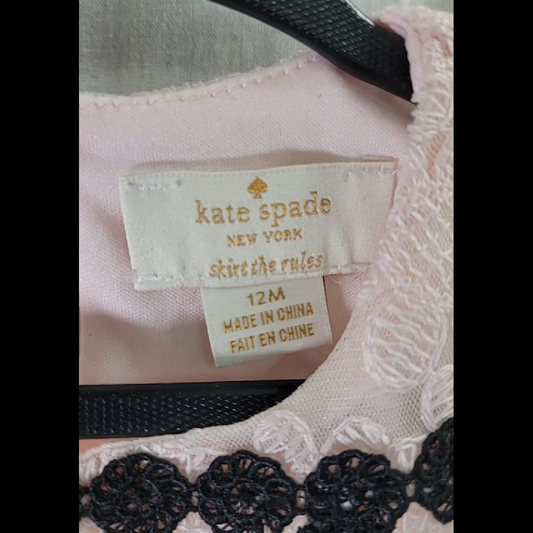 kate spade
NEW YORK
skirt the rules
12M
MADE IN CHINA
FAIT EN CHINE